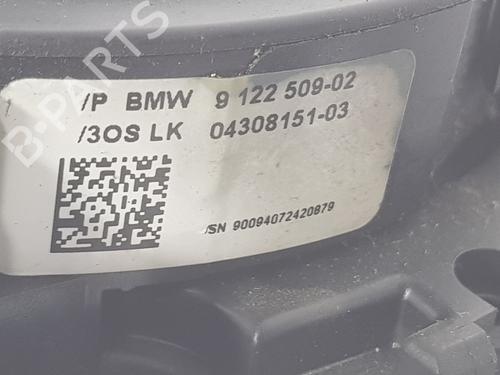 B-PARTS
/P BMW 9 122 509-02
/3OS LK 04308151-03
/SN 90094072420879